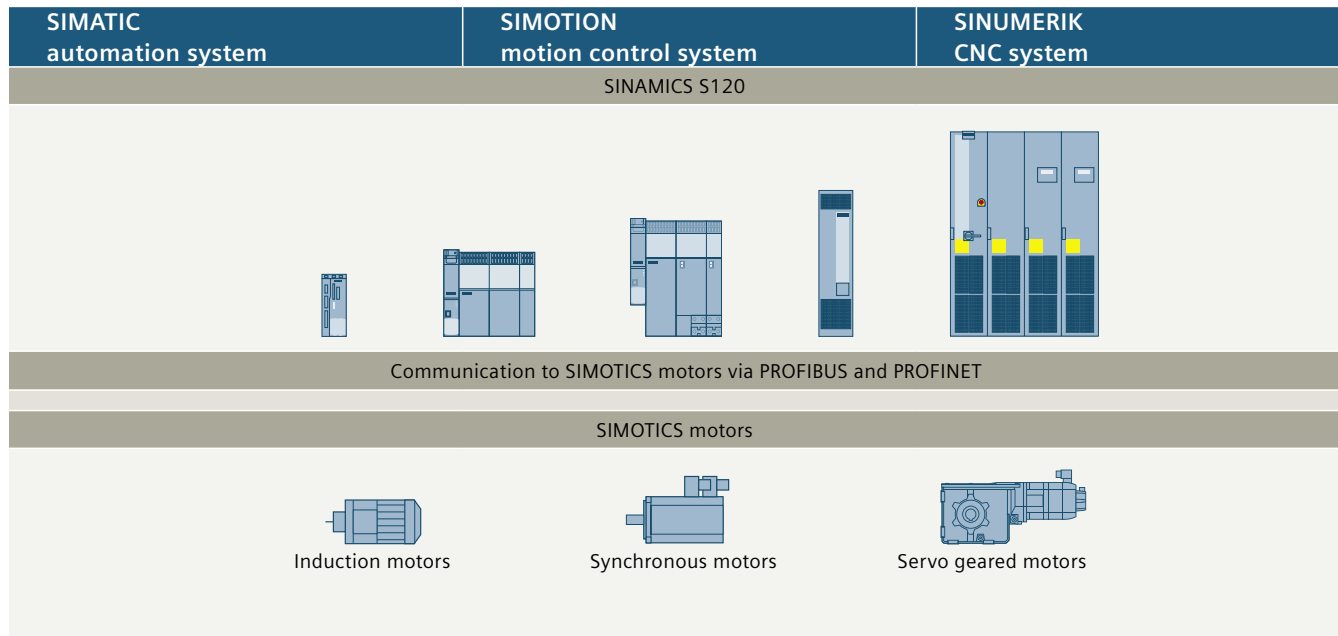 SIMATIC
automation system
SIMOTION
motion control system
SINUMERIK
CNC system
SINAMICS S120
Communication to SIMOTICS motors via PROFIBUS and PROFINET
SIMOTICS motors
Induction motors
Synchronous motors
Servo geared motors